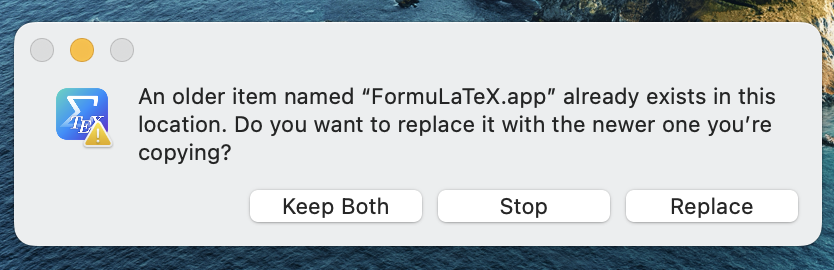 An older item named “FormuLaTeX.app” already exists in this
location. Do you want to replace it with the newer one you’re
copying?
TEX
Keep Both Stop Replace